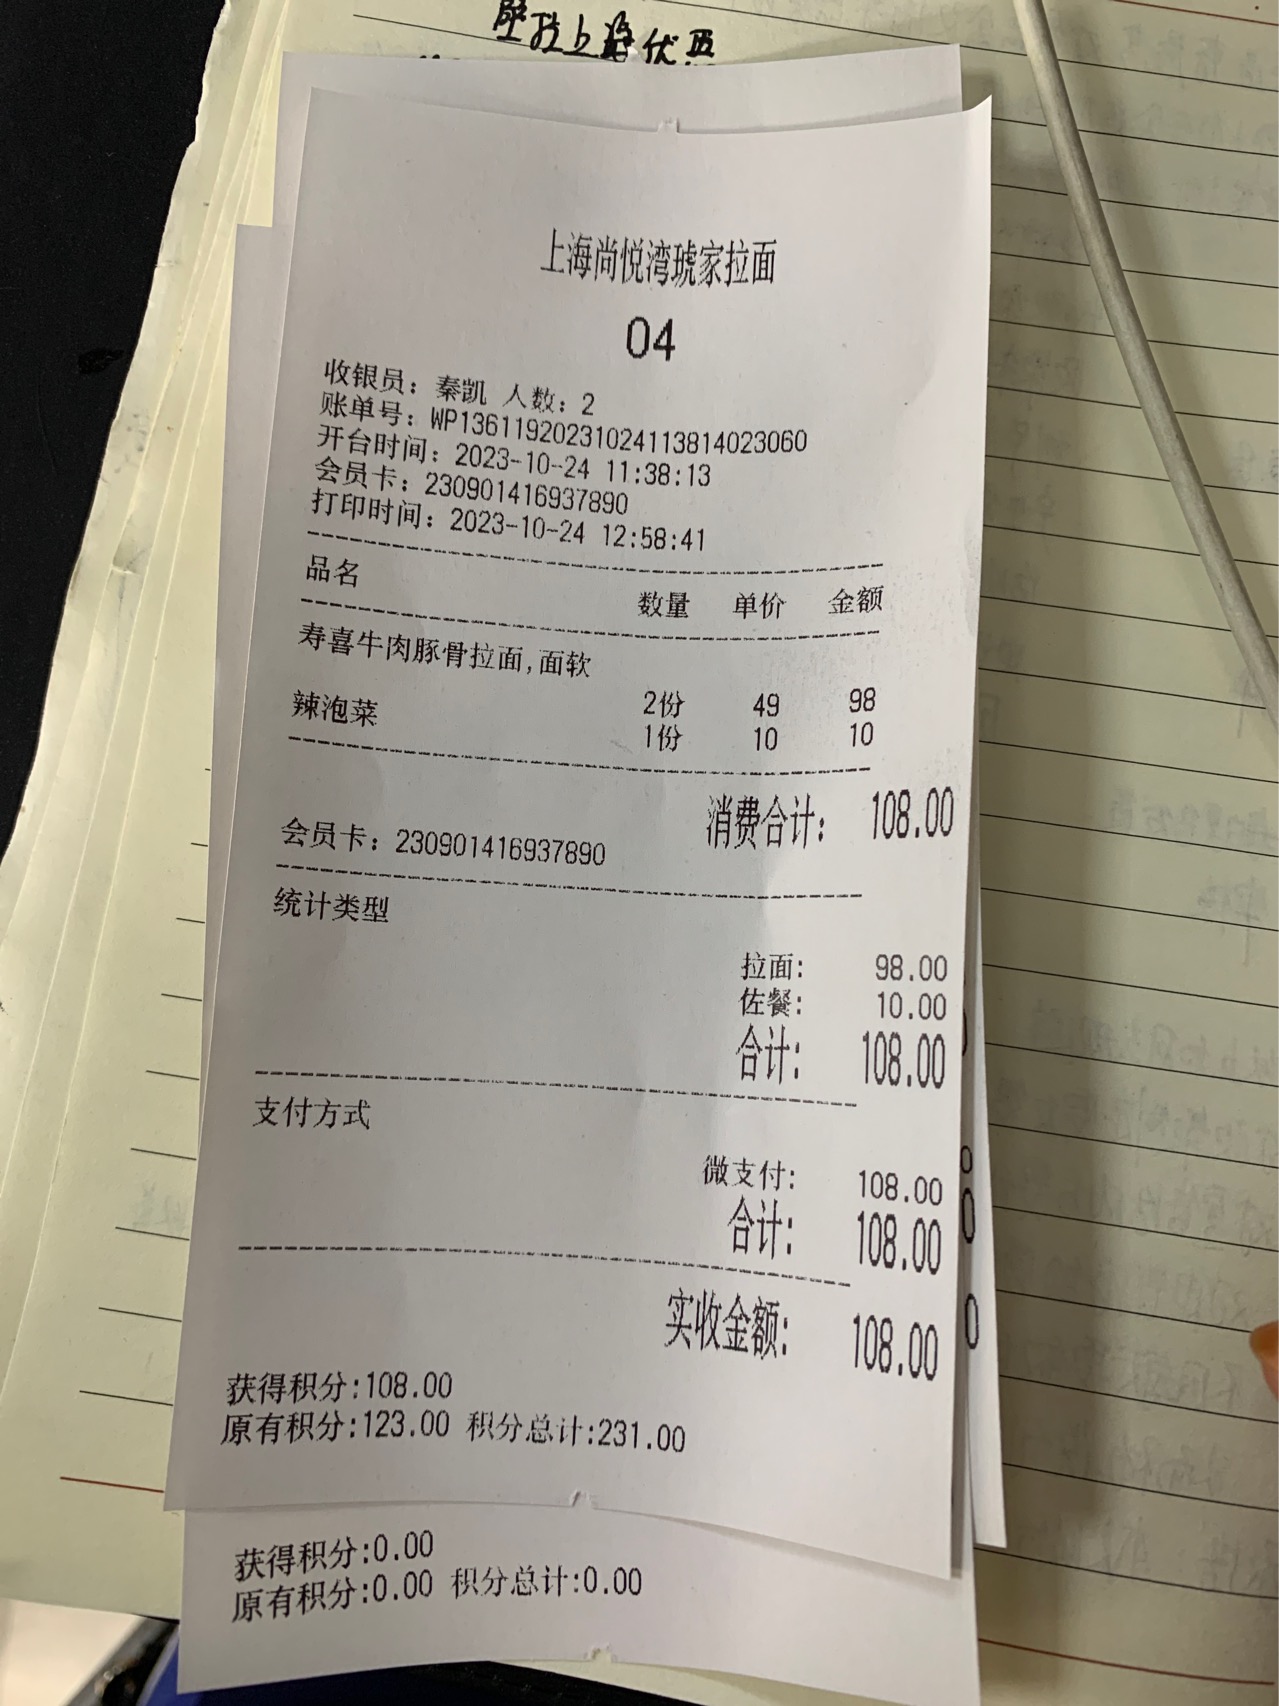 上海尚悦湾琥家拉面
04
收银员：秦凯 人数：2
账单号：WP13611920231024113814023060
开台时间：2023-10-24 11:38:13
会员卡：230901416937890
打印时间：2023-10-24 12:58:41
品名 数量 单价 金额
寿喜牛肉豚骨拉面,面软
2份 49 98
辣泡菜
1份 10 10
消费合计： 108.00
会员卡：230901416937890
统计类型
拉面: 98.00
佐餐: 10.00
合计: 108.00
支付方式
微支付: 108.00
合计: 108.00
实收金额: 108.00
获得积分:108.00
原有积分:123.00 积分总计:231.00
获得积分:0.00
原有积分:0.00 积分总计:0.00